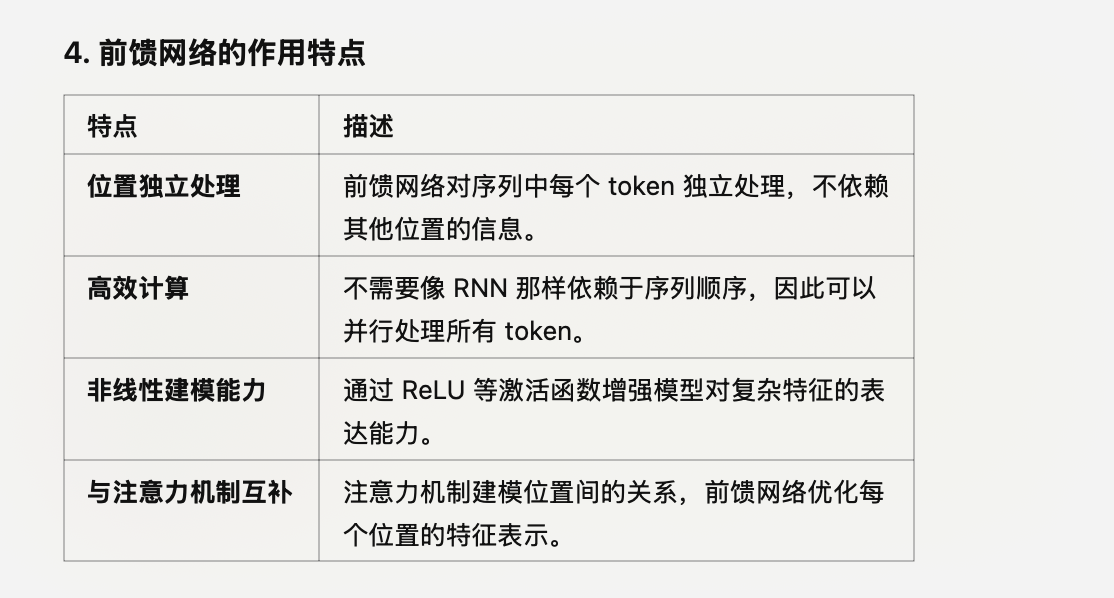 4. 前馈网络的作用特点
特点
描述
位置独立处理
前馈网络对序列中每个 token 独立处理，不依赖
其他位置的信息。
高效计算
不需要像 RNN 那样依赖于序列顺序，因此可以
并行处理所有 token。
非线性建模能力
通过 ReLU 等激活函数增强模型对复杂特征的表
达能力。
与注意力机制互补
注意力机制建模位置间的关系，前馈网络优化每
个位置的特征表示。